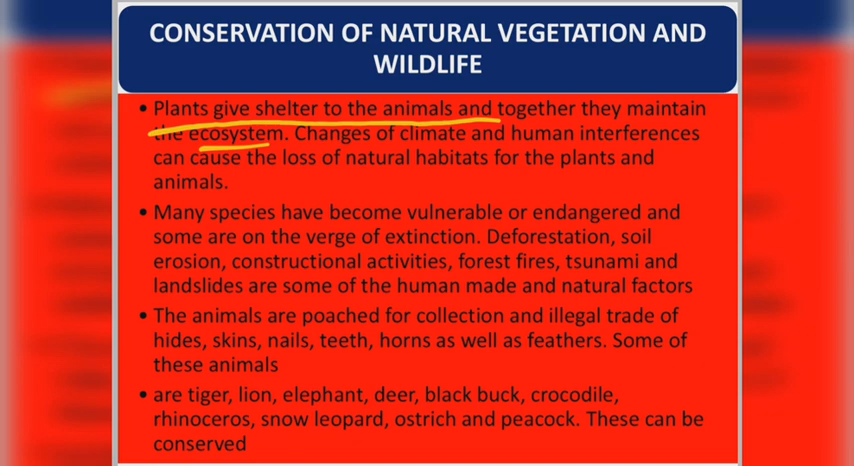 CONSERVATION OF NATURAL VEGETATION AND
WILDLIFE
• Plants give shelter to the animals and together they maintain
the ecosystem. Changes of climate and human interferences
can cause the loss of natural habitats for the plants and
animals.
• Many species have become vulnerable or endangered and
some are on the verge of extinction. Deforestation, soil
erosion, constructional activities, forest fires, tsunami and
landslides are some of the human made and natural factors
• The animals are poached for collection and illegal trade of
hides, skins, nails, teeth, horns as well as feathers. Some of
these animals
• are tiger, lion, elephant, deer, black buck, crocodile,
rhinoceros, snow leopard, ostrich and peacock. These can be
conserved